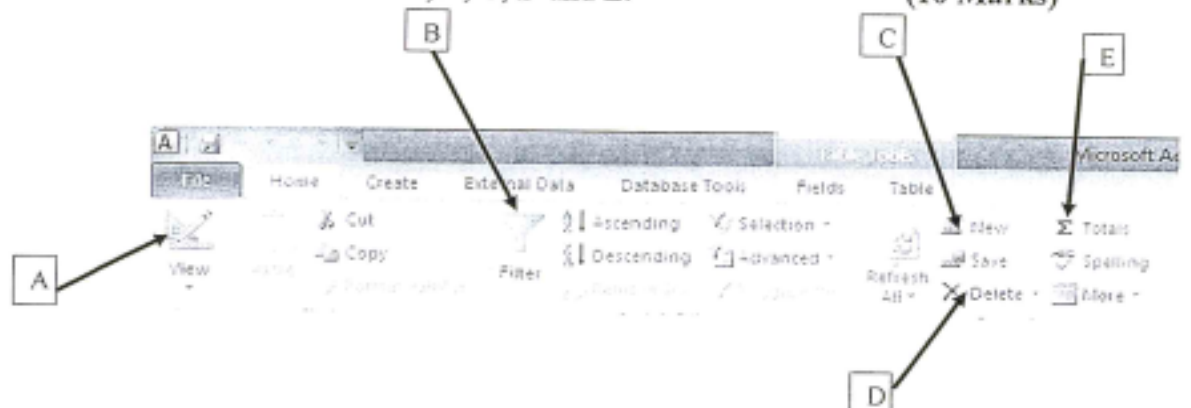 (10 Marks)
B
C
E
A
Microsoft Ac
File Home Create External Data Database Tools Fields Table
Cut Ascending Selection New Σ Totals
Copy Descending Advanced Save Spelling
View Filter Refresh All Delete More
A
D